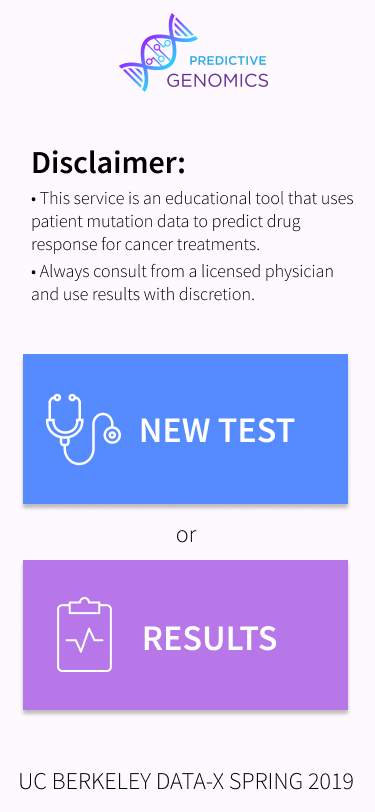 PREDICTIVE
GENOMICS
Disclaimer:
• This service is an educational tool that uses
patient mutation data to predict drug
response for cancer treatments.
• Always consult from a licensed physician
and use results with discretion.
NEW TEST
or
RESULTS
UC BERKELEY DATA-X SPRING 2019